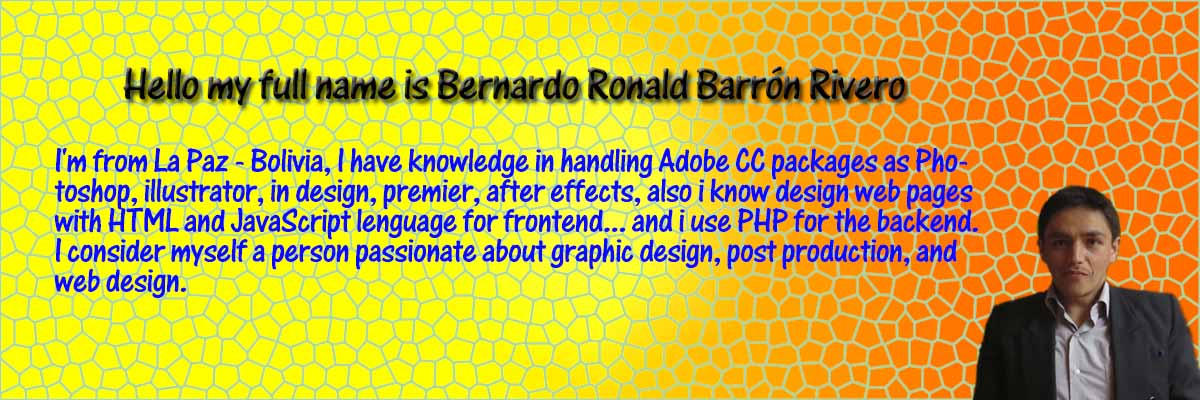 Hello my full name is Bernardo Ronald Barrón Rivero
I'm from La Paz - Bolivia, I have knowledge in handling Adobe CC packages as Pho-
toshop, illustrator, in design, premier, after effects, also i know design web pages
with HTML and JavaScript lenguage for frontend... and i use PHP for the backend.
I consider myself a person passionate about graphic design, post production, and
web design.